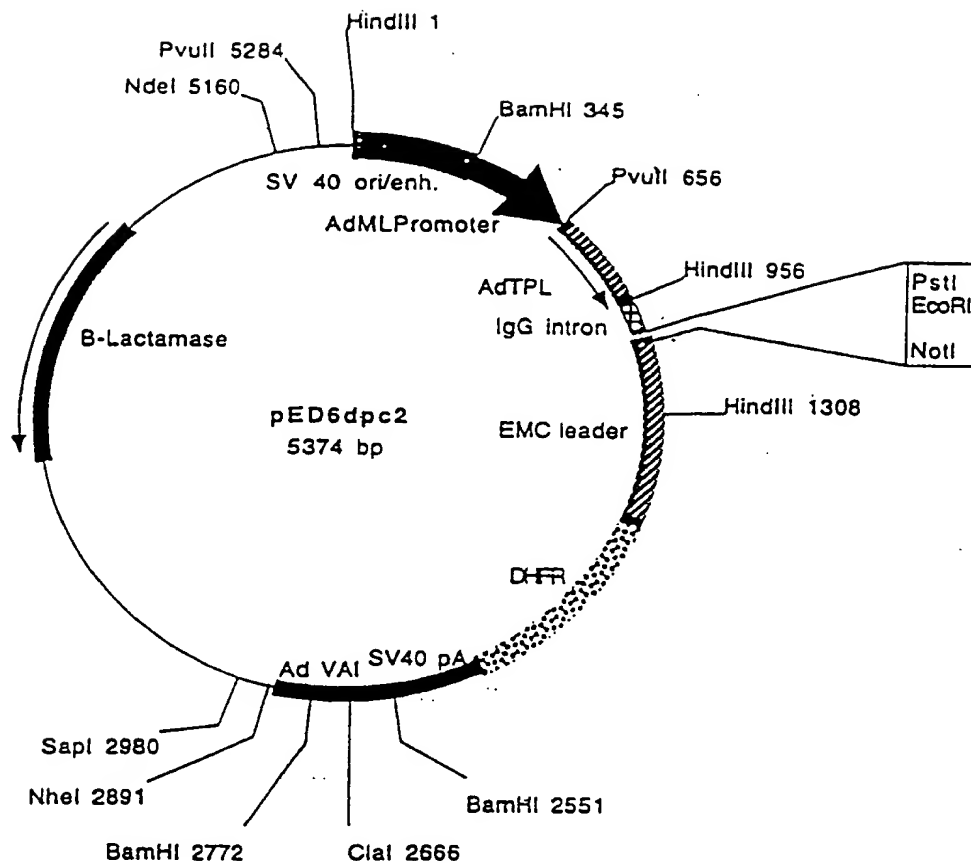 HindIII 1
PvuII 5284
NdeI 5160
BamHI 345
SV 40 ori/enh.
PvuII 656
AdMLPromoter
HindIII 956
AdTPL
PstI
EcoRI
IgG intron
NotI
B-Lactamase
HindIII 1308
pED6dpc2
EMC leader
5374 bp
DHFR
SV40 pA
Ad VAI
SapI 2980
NheI 2891
BamHI 2551
BamHI 2772
ClaI 2666